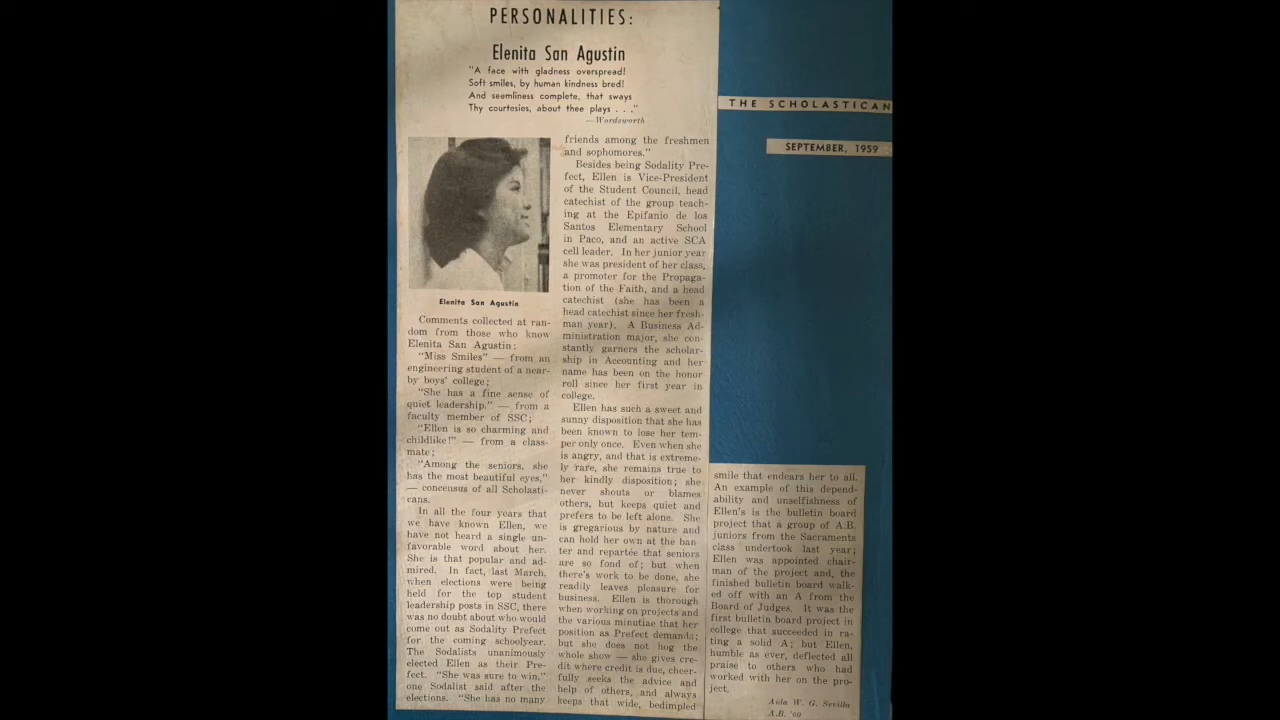 PERSONALITIES:
Elenita San Agustin
"A face with gladness overspread!
Soft smiles, by human kindness bred!
And seemliness complete, that sways
Thy courtesies, about thee plays . . ."
— Wordsworth
Elenita San Agustin
Comments collected at ran-
dom from those who know
Elenita San Agustin:
"Miss Smiles" — from an
engineering student of a near-
by boys' college;
"She has a fine sense of
quiet leadership." — from a
faculty member of SSC;
"Ellen is so charming and
childlike!" — from a class-
mate;
"Among the seniors, she
has the most beautiful eyes,"
— concensus of all Scholasti-
cans.
In all the four years that
we have known Ellen, we
have not heard a single un-
favorable word about her.
She is that popular and ad-
mired. In fact, last March,
when elections were being
held for the top student
leadership posts in SSC, there
was no doubt about who would
come out as Sodality Prefect
for the coming schoolyear.
The Sodalists unanimously
elected Ellen as their Pre-
fect. "She was sure to win,"
one Sodalist said after the
elections. "She has no many
friends among the freshmen
and sophomores."
Besides being Sodality Pre-
fect, Ellen is Vice-President
of the Student Council, head
catechist of the group teach-
ing at the Epifanio de los
Santos Elementary School
in Paco, and an active SCA
cell leader. In her junior year
she was president of her class,
a promoter for the Propaga-
tion of the Faith, and a head
catechist (she has been a
head catechist since her fresh-
man year). A Business Ad-
ministration major, she con-
stantly garners the scholar-
ship in Accounting and her
name has been on the honor
roll since her first year in
college.
Ellen has such a sweet and
sunny disposition that she has
been known to lose her tem-
per only once. Even when she
is angry, and that is extreme-
ly rare, she remains true to
her kindly disposition; she
never shouts or blames
others, but keeps quiet and
prefers to be left alone. She
is gregarious by nature and
can hold her own at the ban-
ter and repartée that seniors
are so fond of; but when
there's work to be done, she
readily leaves pleasure for
business. Ellen is thorough
when working on projects and
the various minutiae that her
position as Prefect demands;
but she does not hog the
whole show — she gives cre-
dit where credit is due, cheer-
fully seeks the advice and
help of others, and always
keeps that wide, bedimpled
smile that endears her to all.
An example of this depend-
ability and unselfishness of
Ellen's is the bulletin board
project that a group of A.B.
juniors from the Sacraments
class undertook last year;
Ellen was appointed chair-
man of the project and, the
finished bulletin board walk-
ed off with an A from the
Board of Judges. It was the
first bulletin board project in
college that succeeded in ra-
ting a solid A; but Ellen,
humble as ever, deflected all
praise to others who had
worked with her on the pro-
ject.
Aida W. G. Sevilla
A.B. '60
THE SCHOLASTICAN
SEPTEMBER, 1959